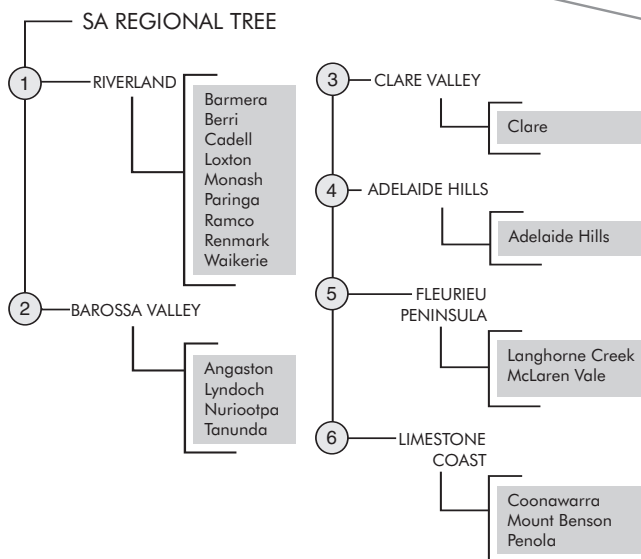 SA REGIONAL TREE
1
RIVERLAND
Barmera
Berri
Cadell
Loxton
Monash
Paringa
Ramco
Renmark
Waikerie
2
BAROSSA VALLEY
Angaston
Lyndoch
Nuriootpa
Tanunda
3
CLARE VALLEY
Clare
4
ADELAIDE HILLS
Adelaide Hills
5
FLEURIEU
PENINSULA
Langhorne Creek
McLaren Vale
6
LIMESTONE
COAST
Coonawarra
Mount Benson
Penola